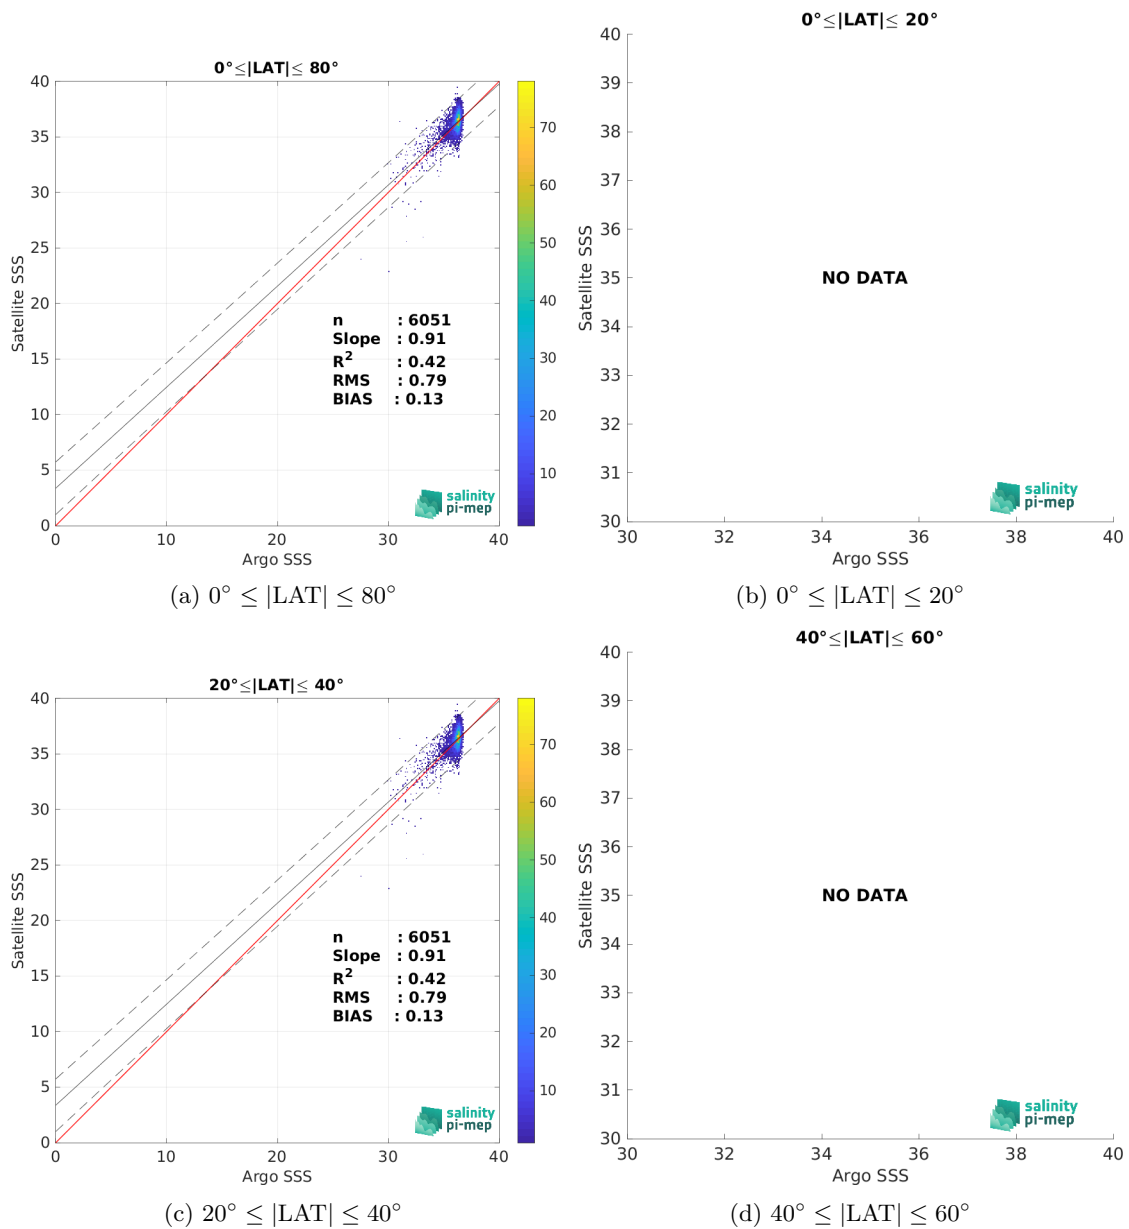 0°≤|LAT|≤ 80°
40
35
30
25
20
15
10
5
0
Satellite SSS
0
10
20
30
40
Argo SSS
n : 6051
Slope : 0.91
R² : 0.42
RMS : 0.79
BIAS : 0.13
salinity
pi-mep
70
60
50
40
30
20
10
(a) 0° ≤ |LAT| ≤ 80°
0°≤|LAT|≤ 20°
40
39
38
37
36
35
34
33
32
31
30
Satellite SSS
NO DATA
salinity
pi-mep
30
32
34
36
38
40
Argo SSS
(b) 0° ≤ |LAT| ≤ 20°
20°≤|LAT|≤ 40°
40
35
30
25
20
15
10
5
0
Satellite SSS
0
10
20
30
40
Argo SSS
n : 6051
Slope : 0.91
R² : 0.42
RMS : 0.79
BIAS : 0.13
salinity
pi-mep
70
60
50
40
30
20
10
(c) 20° ≤ |LAT| ≤ 40°
40°≤|LAT|≤ 60°
40
39
38
37
36
35
34
33
32
31
30
Satellite SSS
NO DATA
salinity
pi-mep
30
32
34
36
38
40
Argo SSS
(d) 40° ≤ |LAT| ≤ 60°